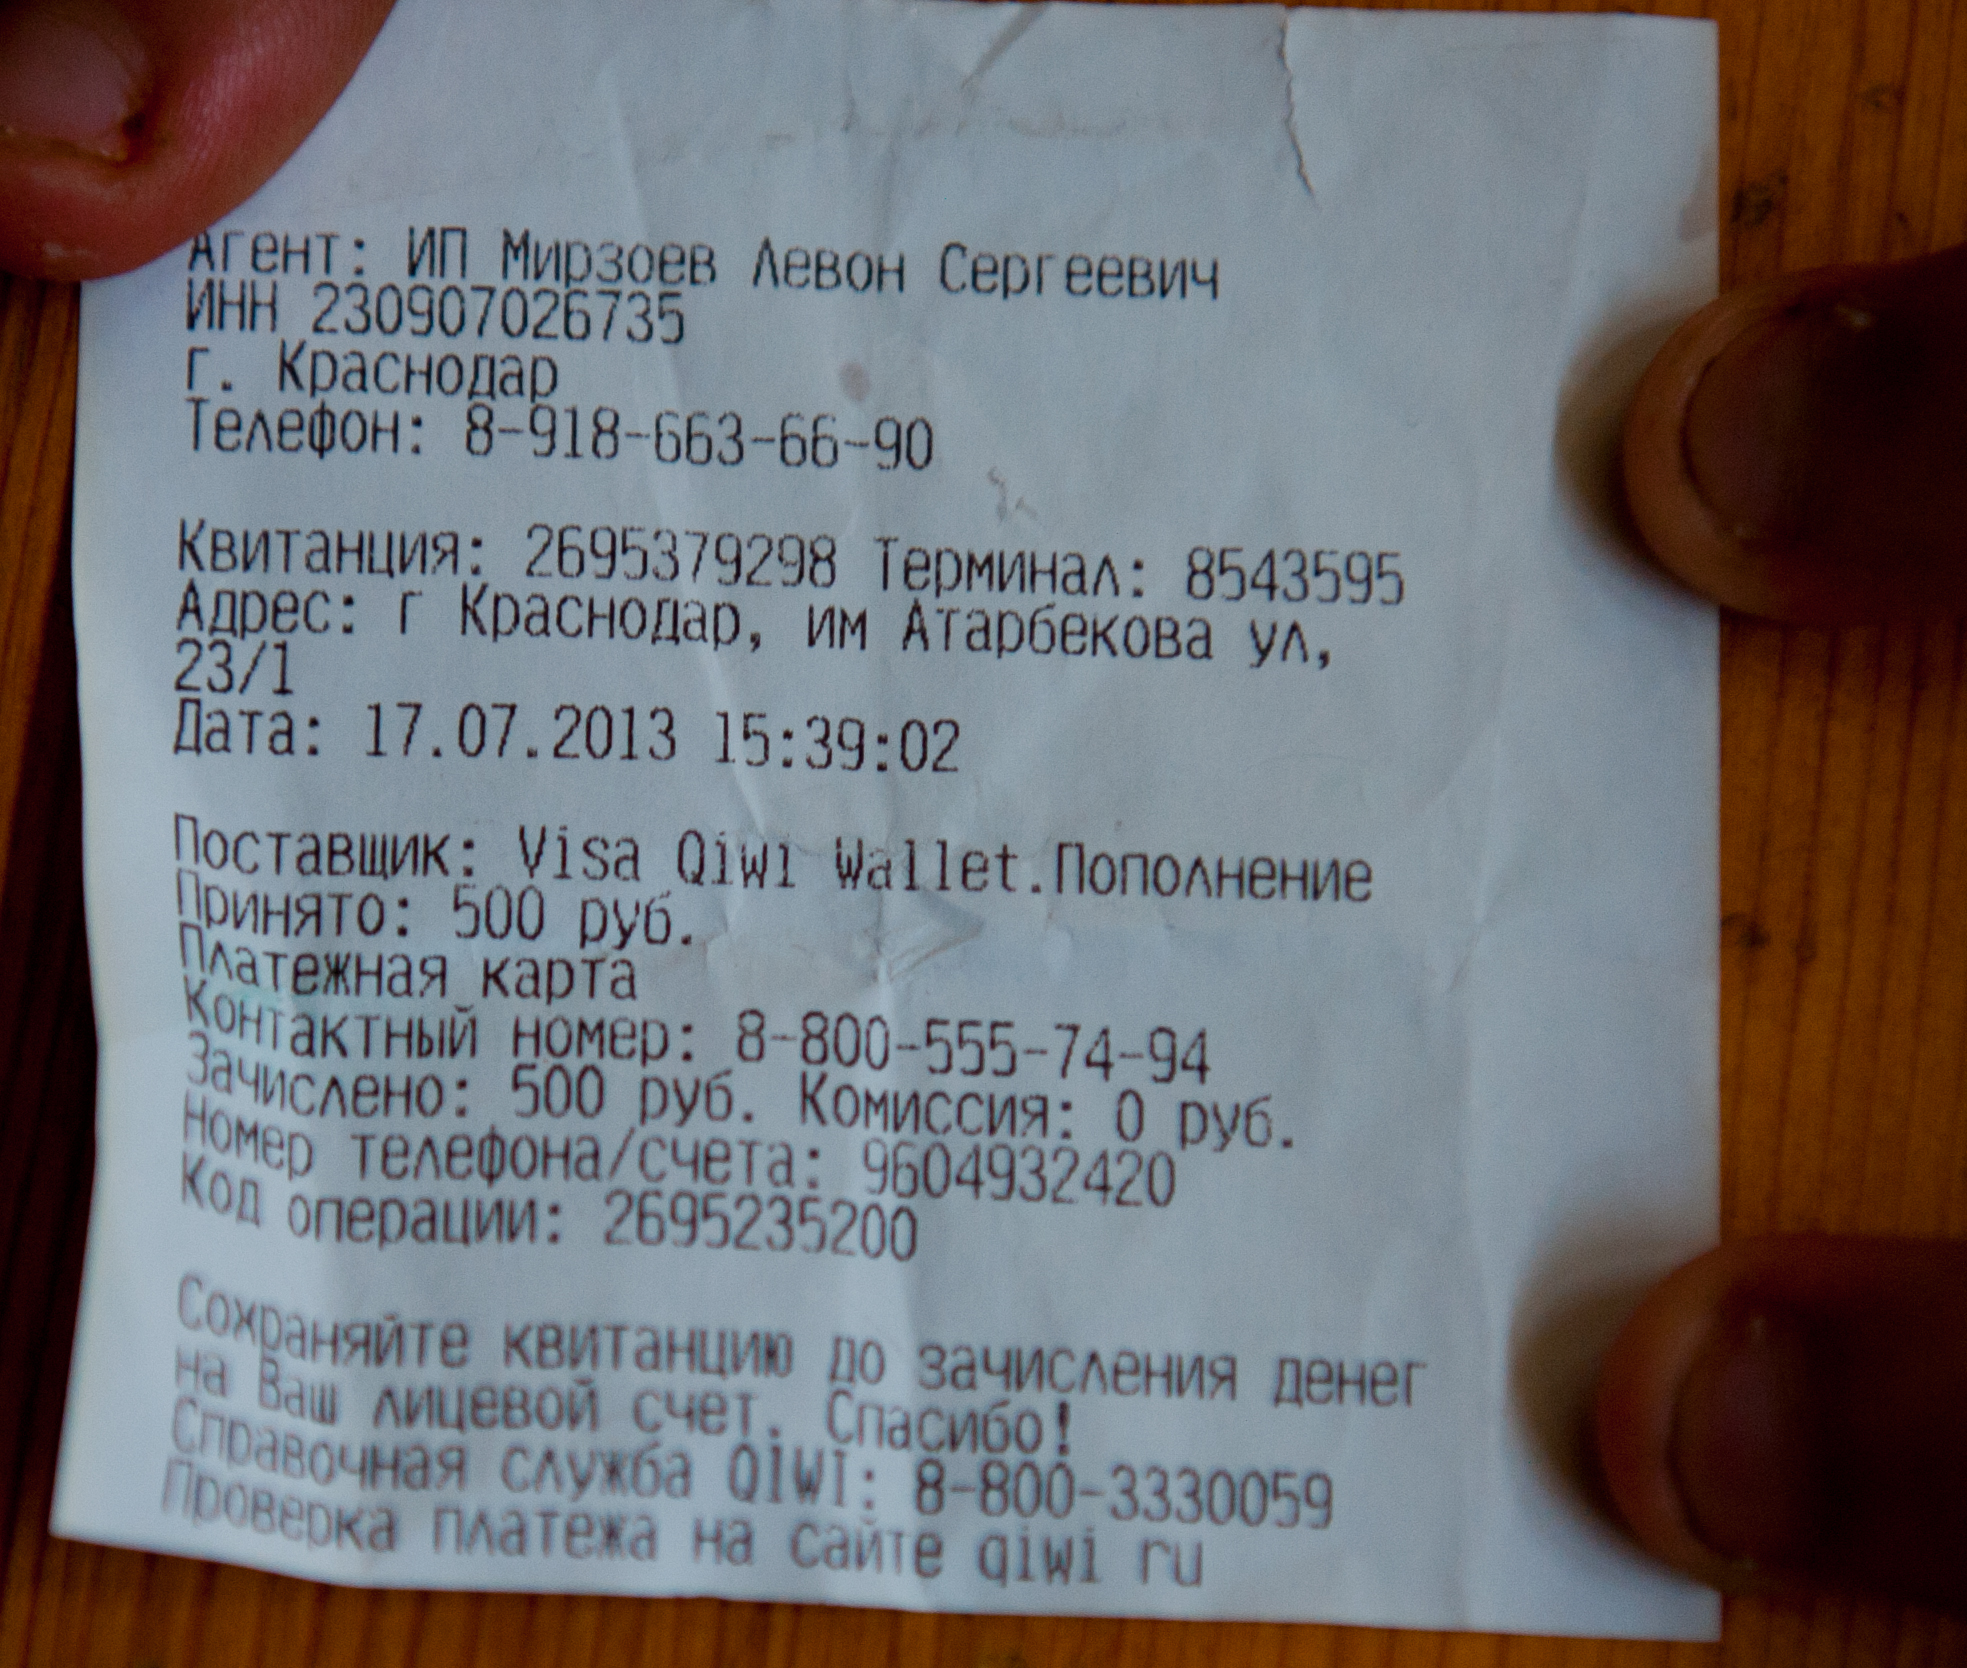 Агент: ИП Мирзоев Левон Сергеевич
ИНН 230907026735
г. Краснодар
Телефон: 8-918-663-66-90
Квитанция: 2695379298 Терминал: 8543595
Адрес: г Краснодар, им Атарбекова ул,
23/1
Дата: 17.07.2013 15:39:02
Поставщик: Visa Qiwi Wallet.Пополнение
Принято: 500 руб.
Платежная карта
Контактный номер: 8-800-555-74-94
Зачислено: 500 руб. Комиссия: 0 руб.
Номер телефона/счета: 9604932420
Код операции: 2695235200
Сохраняйте квитанцию до зачисления денег
на Ваш лицевой счет. Спасибо!
Справочная служба QIWI: 8-800-3330059
Проверка платежа на сайте qiwi ru